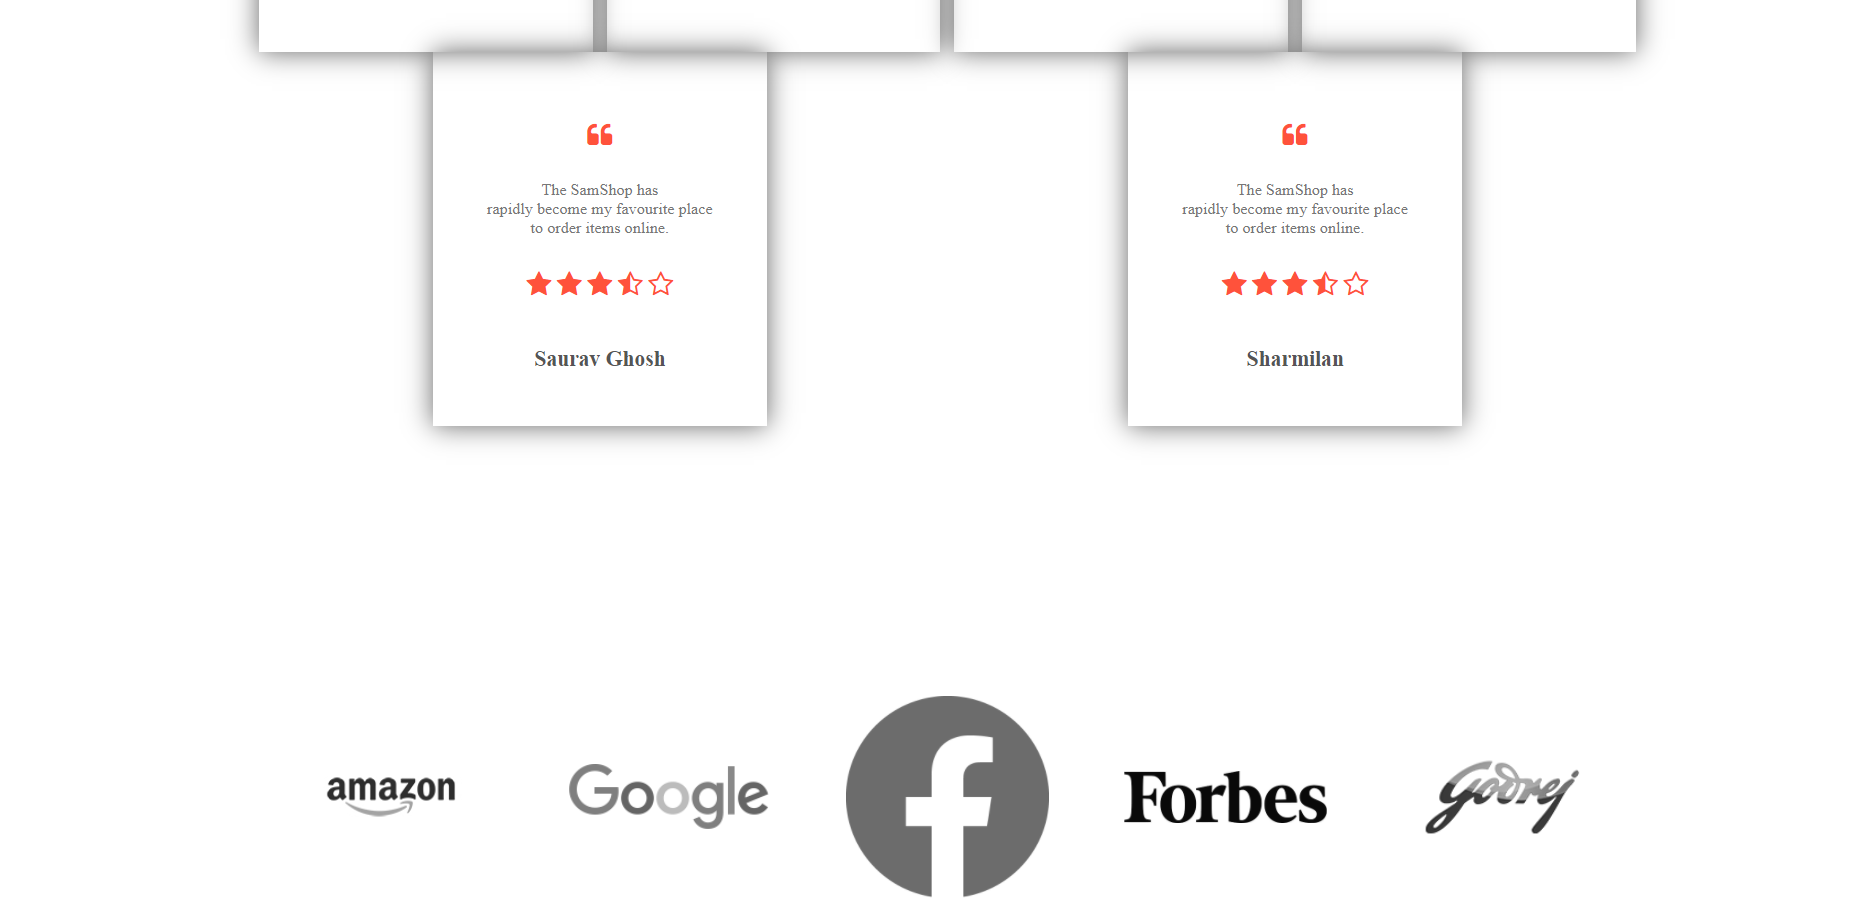 The SamShop has
rapidly become my favourite place
to order items online.
Saurav Ghosh
The SamShop has
rapidly become my favourite place
to order items online.
Sharmilan
amazon
Google
Forbes
Godrej